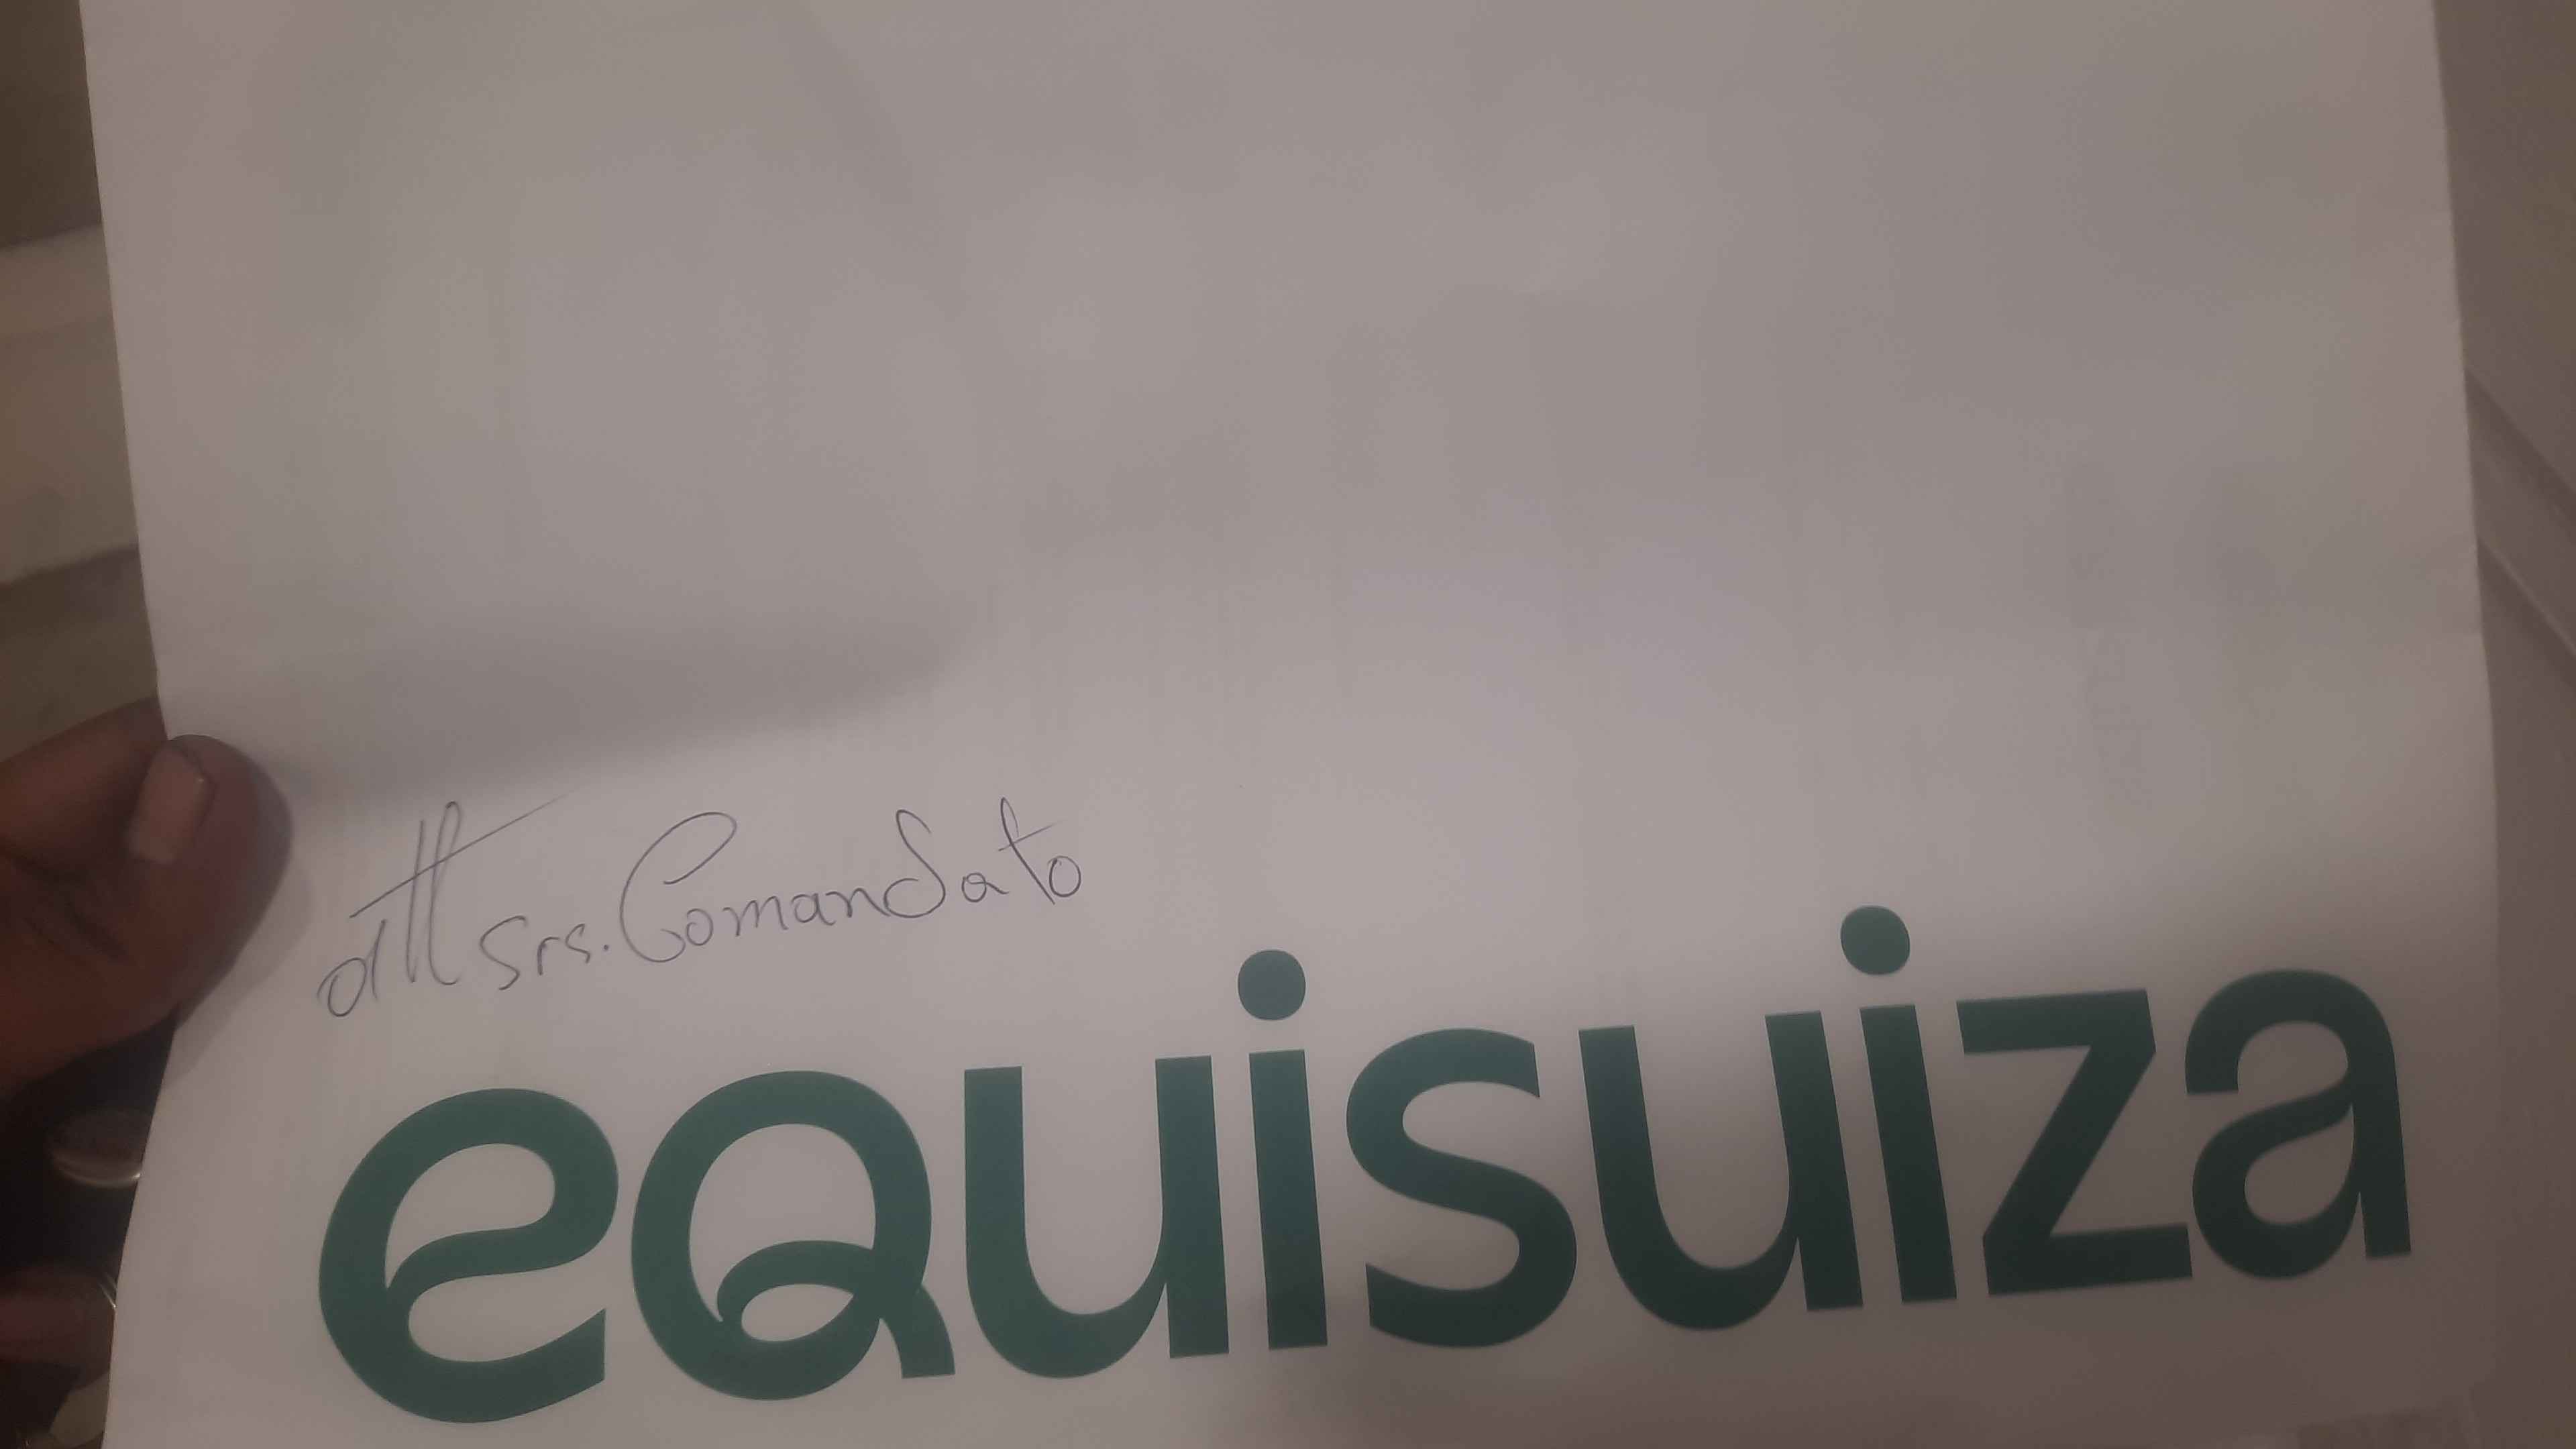 att Srs. Comandato
equisuiza